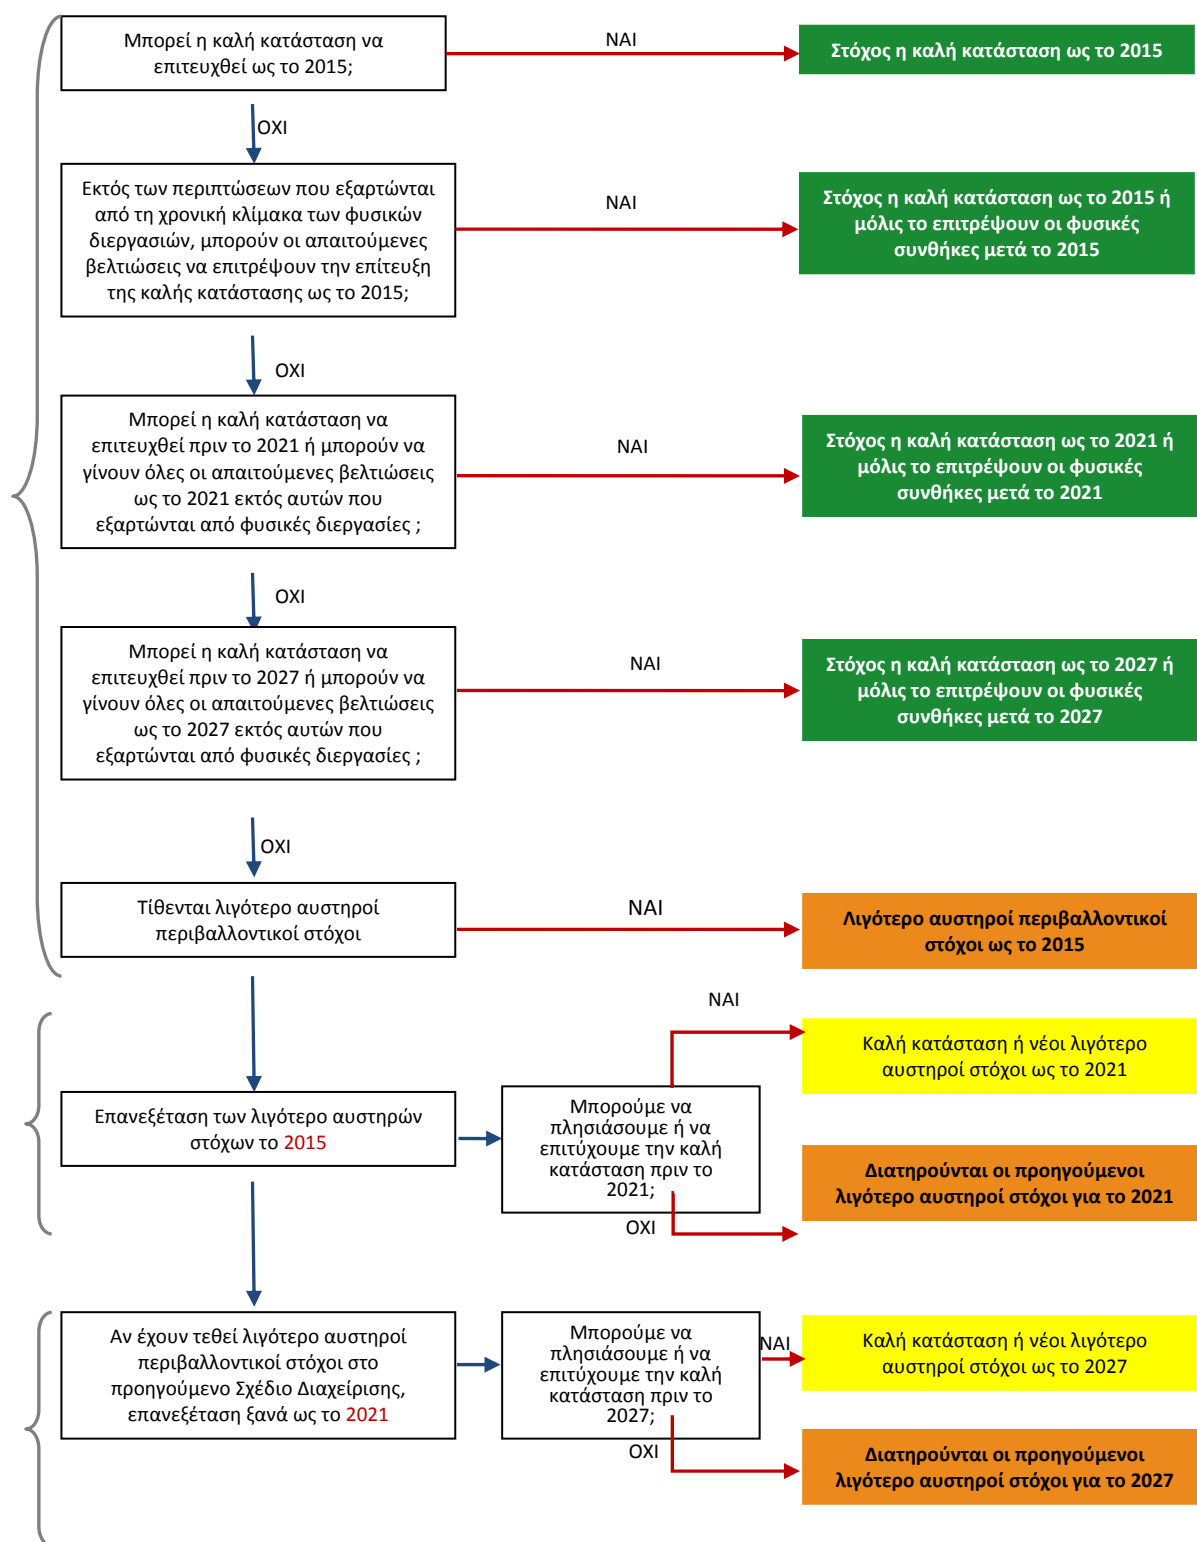 Μπορεί η καλή κατάσταση να
επιτευχθεί ως το 2015;
ΝΑΙ
Στόχος η καλή κατάσταση ως το 2015
ΟΧΙ
Εκτός των περιπτώσεων που εξαρτώνται
από τη χρονική κλίμακα των φυσικών
διεργασιών, μπορούν οι απαιτούμενες
βελτιώσεις να επιτρέψουν την επίτευξη
της καλής κατάστασης ως το 2015;
ΝΑΙ
Στόχος η καλή κατάσταση ως το 2015 ή
μόλις το επιτρέψουν οι φυσικές
συνθήκες μετά το 2015
ΟΧΙ
Μπορεί η καλή κατάσταση να
επιτευχθεί πριν το 2021 ή μπορούν να
γίνουν όλες οι απαιτούμενες βελτιώσεις
ως το 2021 εκτός αυτών που
εξαρτώνται από φυσικές διεργασίες ;
ΝΑΙ
Στόχος η καλή κατάσταση ως το 2021 ή
μόλις το επιτρέψουν οι φυσικές
συνθήκες μετά το 2021
ΟΧΙ
Μπορεί η καλή κατάσταση να
επιτευχθεί πριν το 2027 ή μπορούν να
γίνουν όλες οι απαιτούμενες βελτιώσεις
ως το 2027 εκτός αυτών που
εξαρτώνται από φυσικές διεργασίες ;
ΝΑΙ
Στόχος η καλή κατάσταση ως το 2027 ή
μόλις το επιτρέψουν οι φυσικές
συνθήκες μετά το 2027
ΟΧΙ
Τίθενται λιγότερο αυστηροί
περιβαλλοντικοί στόχοι
ΝΑΙ
Λιγότερο αυστηροί περιβαλλοντικοί
στόχοι ως το 2015
Επανεξέταση των λιγότερο αυστηρών
στόχων το 2015
Μπορούμε να
πλησιάσουμε ή να
επιτύχουμε την καλή
κατάσταση πριν το
2021;
ΝΑΙ
Καλή κατάσταση ή νέοι λιγότερο
αυστηροί στόχοι ως το 2021
ΟΧΙ
Διατηρούνται οι προηγούμενοι
λιγότερο αυστηροί στόχοι για το 2021
Αν έχουν τεθεί λιγότερο αυστηροί
περιβαλλοντικοί στόχοι στο
προηγούμενο Σχέδιο Διαχείρισης,
επανεξέταση ξανά ως το 2021
Μπορούμε να
πλησιάσουμε ή να
επιτύχουμε την καλή
κατάσταση πριν το
2027;
ΝΑΙ
Καλή κατάσταση ή νέοι λιγότερο
αυστηροί στόχοι ως το 2027
ΟΧΙ
Διατηρούνται οι προηγούμενοι
λιγότερο αυστηροί στόχοι για το 2027